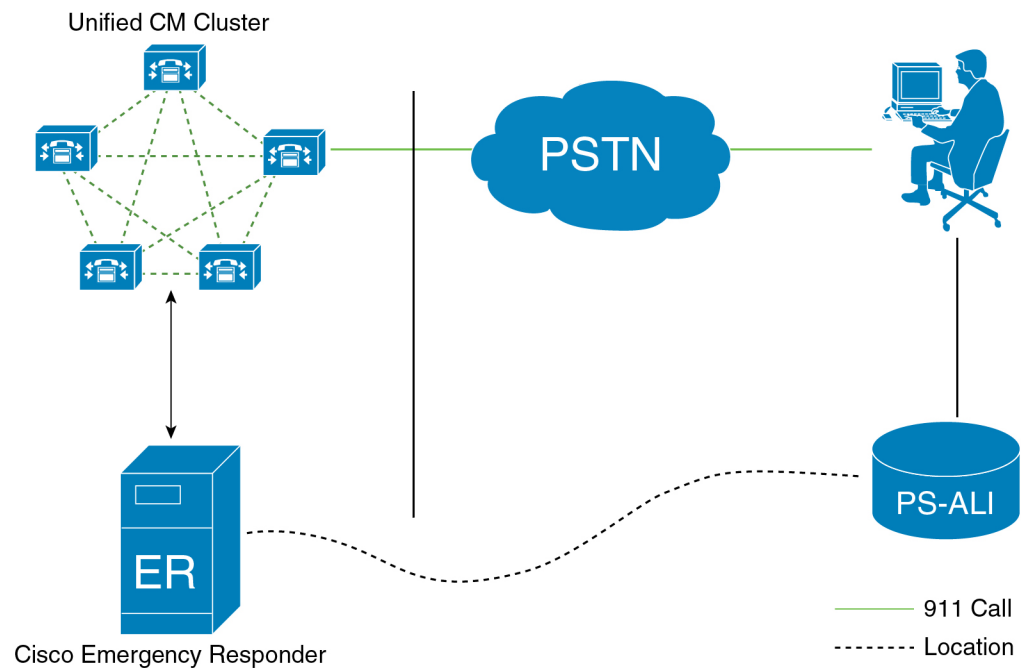 Unified CM Cluster
PSTN
PS-ALI
ER
Cisco Emergency Responder
911 Call
Location